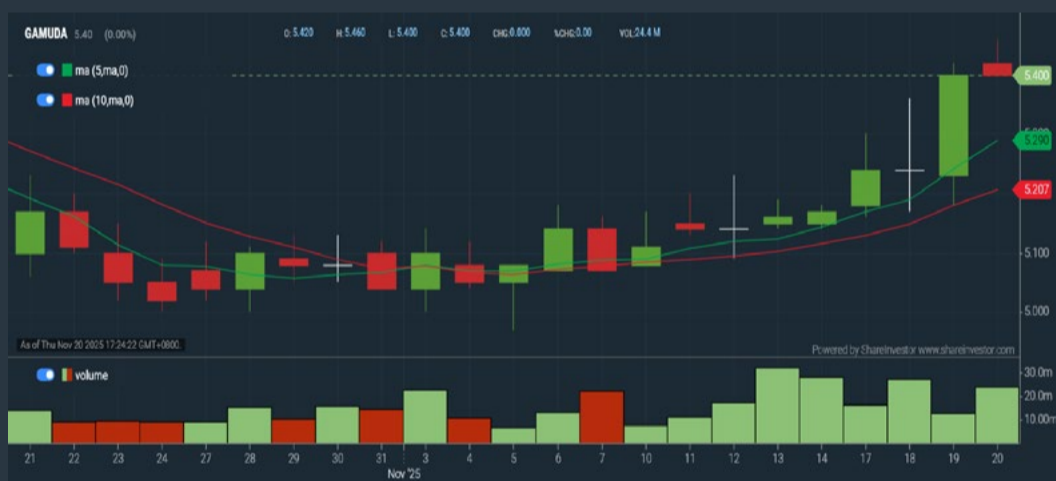 GAMUDA 5.40 (0.00%) O: 5.420 H: 5.460 L: 5.400 C: 5.400 CHG:0.000 %CHG:0.00 VOL:24.4 M
ma (5,ma,0)
ma (10,ma,0)
5.400
5.290
5.207
5.100
5.000
As of Thu Nov 20 2025 17:24:22 GMT+0800.
Powered by ShareInvestor www.shareinvestor.com
volume
30.0m
20.0m
10.00m
21 22 23 24 27 28 29 30 31 3 4 5 6 7 10 11 12 13 14 17 18 19 20
Nov '25